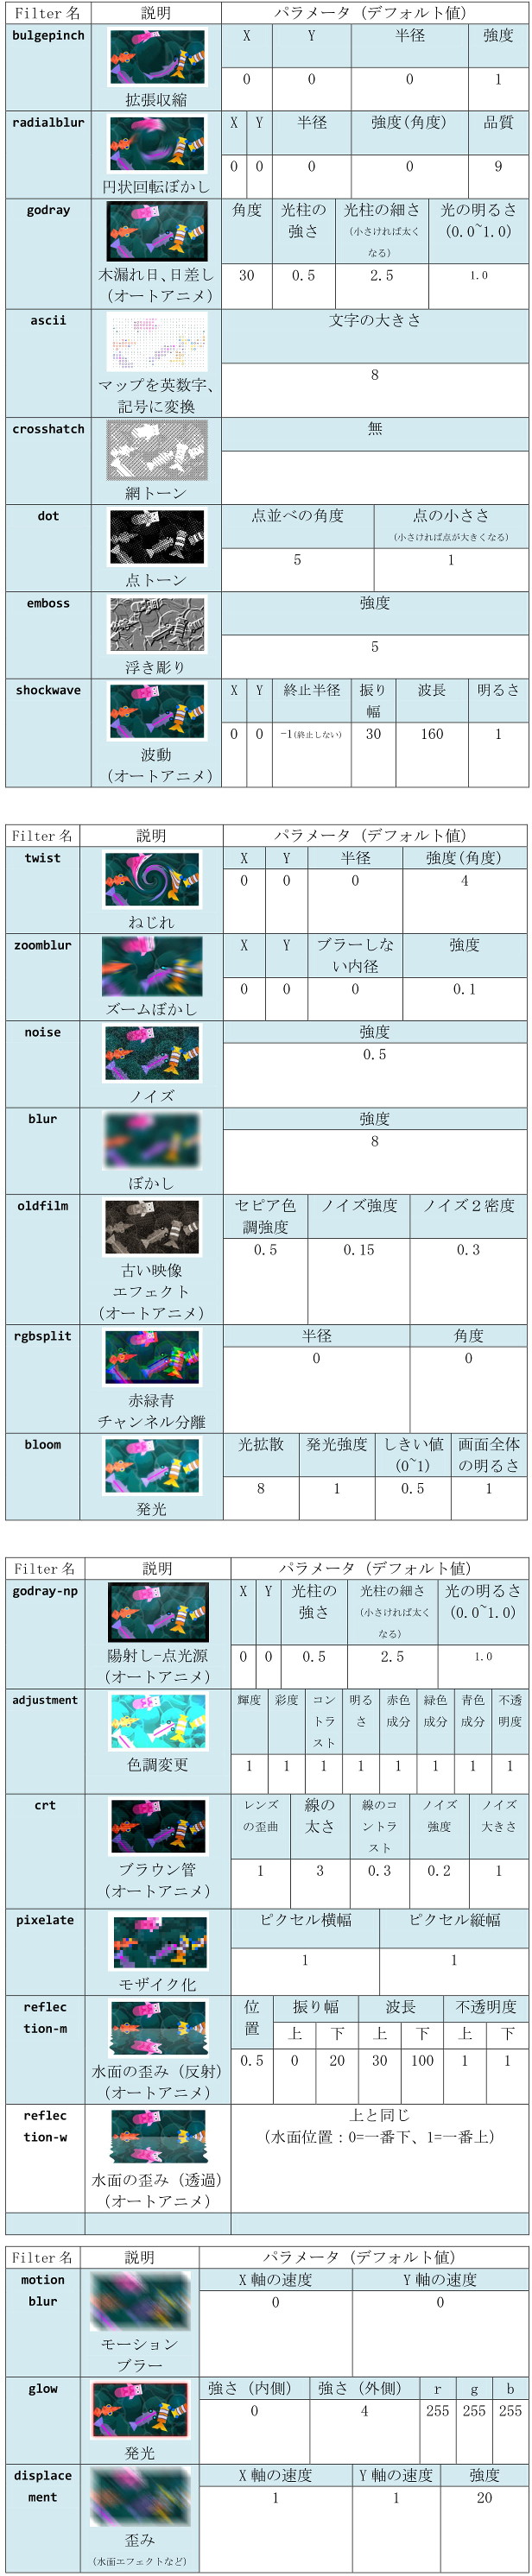 Filter名 説明 パラメータ（デフォルト値）
bulgepinch X Y 半径 強度
0 0 0 1
拡張収縮
radialblur X Y 半径 強度(角度) 品質
0 0 0 0 9
円状回転ぼかし
godray 角度 光柱の 光柱の細さ 光の明るさ
強さ (小さければ太く (0.0~1.0)
なる)
木漏れ日、日差し 30 0.5 2.5 1.0
（オートアニメ）
ascii 文字の大きさ
8
マップを英数字、
記号に変換
crosshatch 無
網トーン
dot 点並べの角度 点の小ささ
(小さければ点が大きくなる)
5 1
点トーン
emboss 強度
5
浮き彫り
shockwave X Y 終止半径 振り 波長 明るさ
幅
0 0 -1(終止しない) 30 160 1
波動
（オートアニメ）
Filter名 説明 パラメータ（デフォルト値）
twist X Y 半径 強度(角度)
0 0 0 4
ねじれ
zoomblur X Y ブラーしな 強度
い内径
0 0 0 0.1
ズームぼかし
noise 強度
0.5
ノイズ
blur 強度
8
ぼかし
oldfilm セピア色 ノイズ強度 ノイズ２密度
調強度
0.5 0.15 0.3
古い映像
エフェクト
（オートアニメ）
rgbsplit 半径 角度
0 0
赤緑青
チャンネル分離
bloom 光拡散 発光強度 しきい値 画面全体
(0~1) の明るさ
8 1 0.5 1
発光
Filter名 説明 パラメータ（デフォルト値）
godray-np X Y 光柱の 光柱の細さ 光の明るさ
強さ (小さければ太く (0.0~1.0)
なる)
陽射し-点光源 0 0 0.5 2.5 1.0
（オートアニメ）
adjustment 輝度 彩度 コン 明る 赤色 緑色 青色 不透
トラ さ 成分 成分 成分 明度
スト
色調変更 1 1 1 1 1 1 1 1
crt レンズ 線の 線のコ ノイズ ノイズ
の歪曲 太さ ントラ 強度 大きさ
スト
1 3 0.3 0.2 1
ブラウン管
（オートアニメ）
pixelate ピクセル横幅 ピクセル縦幅
1 1
モザイク化
reflec 位 振り幅 波長 不透明度
tion-m 置 上 下 上 下 上 下
0.5 0 20 30 100 1 1
水面の歪み（反射）
（オートアニメ）
reflec 上と同じ
tion-w （水面位置：0=一番下、1=一番上）
水面の歪み（透過）
（オートアニメ）
Filter名 説明 パラメータ（デフォルト値）
motion X 軸の速度 Y 軸の速度
blur 0 0
モーション
ブラー
glow 強さ（内側） 強さ（外側） r g b
0 4 255 255 255
発光
displace X 軸の速度 Y 軸の速度 強度
ment 1 1 20
歪み
（水面エフェクトなど）